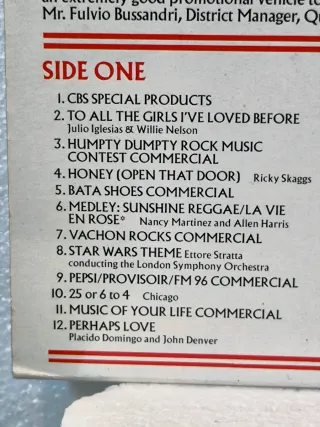 an extremely good promotional vehicle to
Mr. Fulvio Bussandri, District Manager, Qu
SIDE ONE
1. CBS SPECIAL PRODUCTS
2. TO ALL THE GIRLS I'VE LOVED BEFORE
Julio Iglesias & Willie Nelson
3. HUMPTY DUMPTY ROCK MUSIC
CONTEST COMMERCIAL
4. HONEY (OPEN THAT DOOR) Ricky Skaggs
5. BATA SHOES COMMERCIAL
6. MEDLEY: SUNSHINE REGGAE/LA VIE
EN ROSE* Nancy Martinez and Allen Harris
7. VACHON ROCKS COMMERCIAL
8. STAR WARS THEME Ettore Stratta
conducting the London Symphony Orchestra
9. PEPSI/PROVISOIR/FM 96 COMMERCIAL
10. 25 or 6 to 4 Chicago
11. MUSIC OF YOUR LIFE COMMERCIAL
12. PERHAPS LOVE
Placido Domingo and John Denver